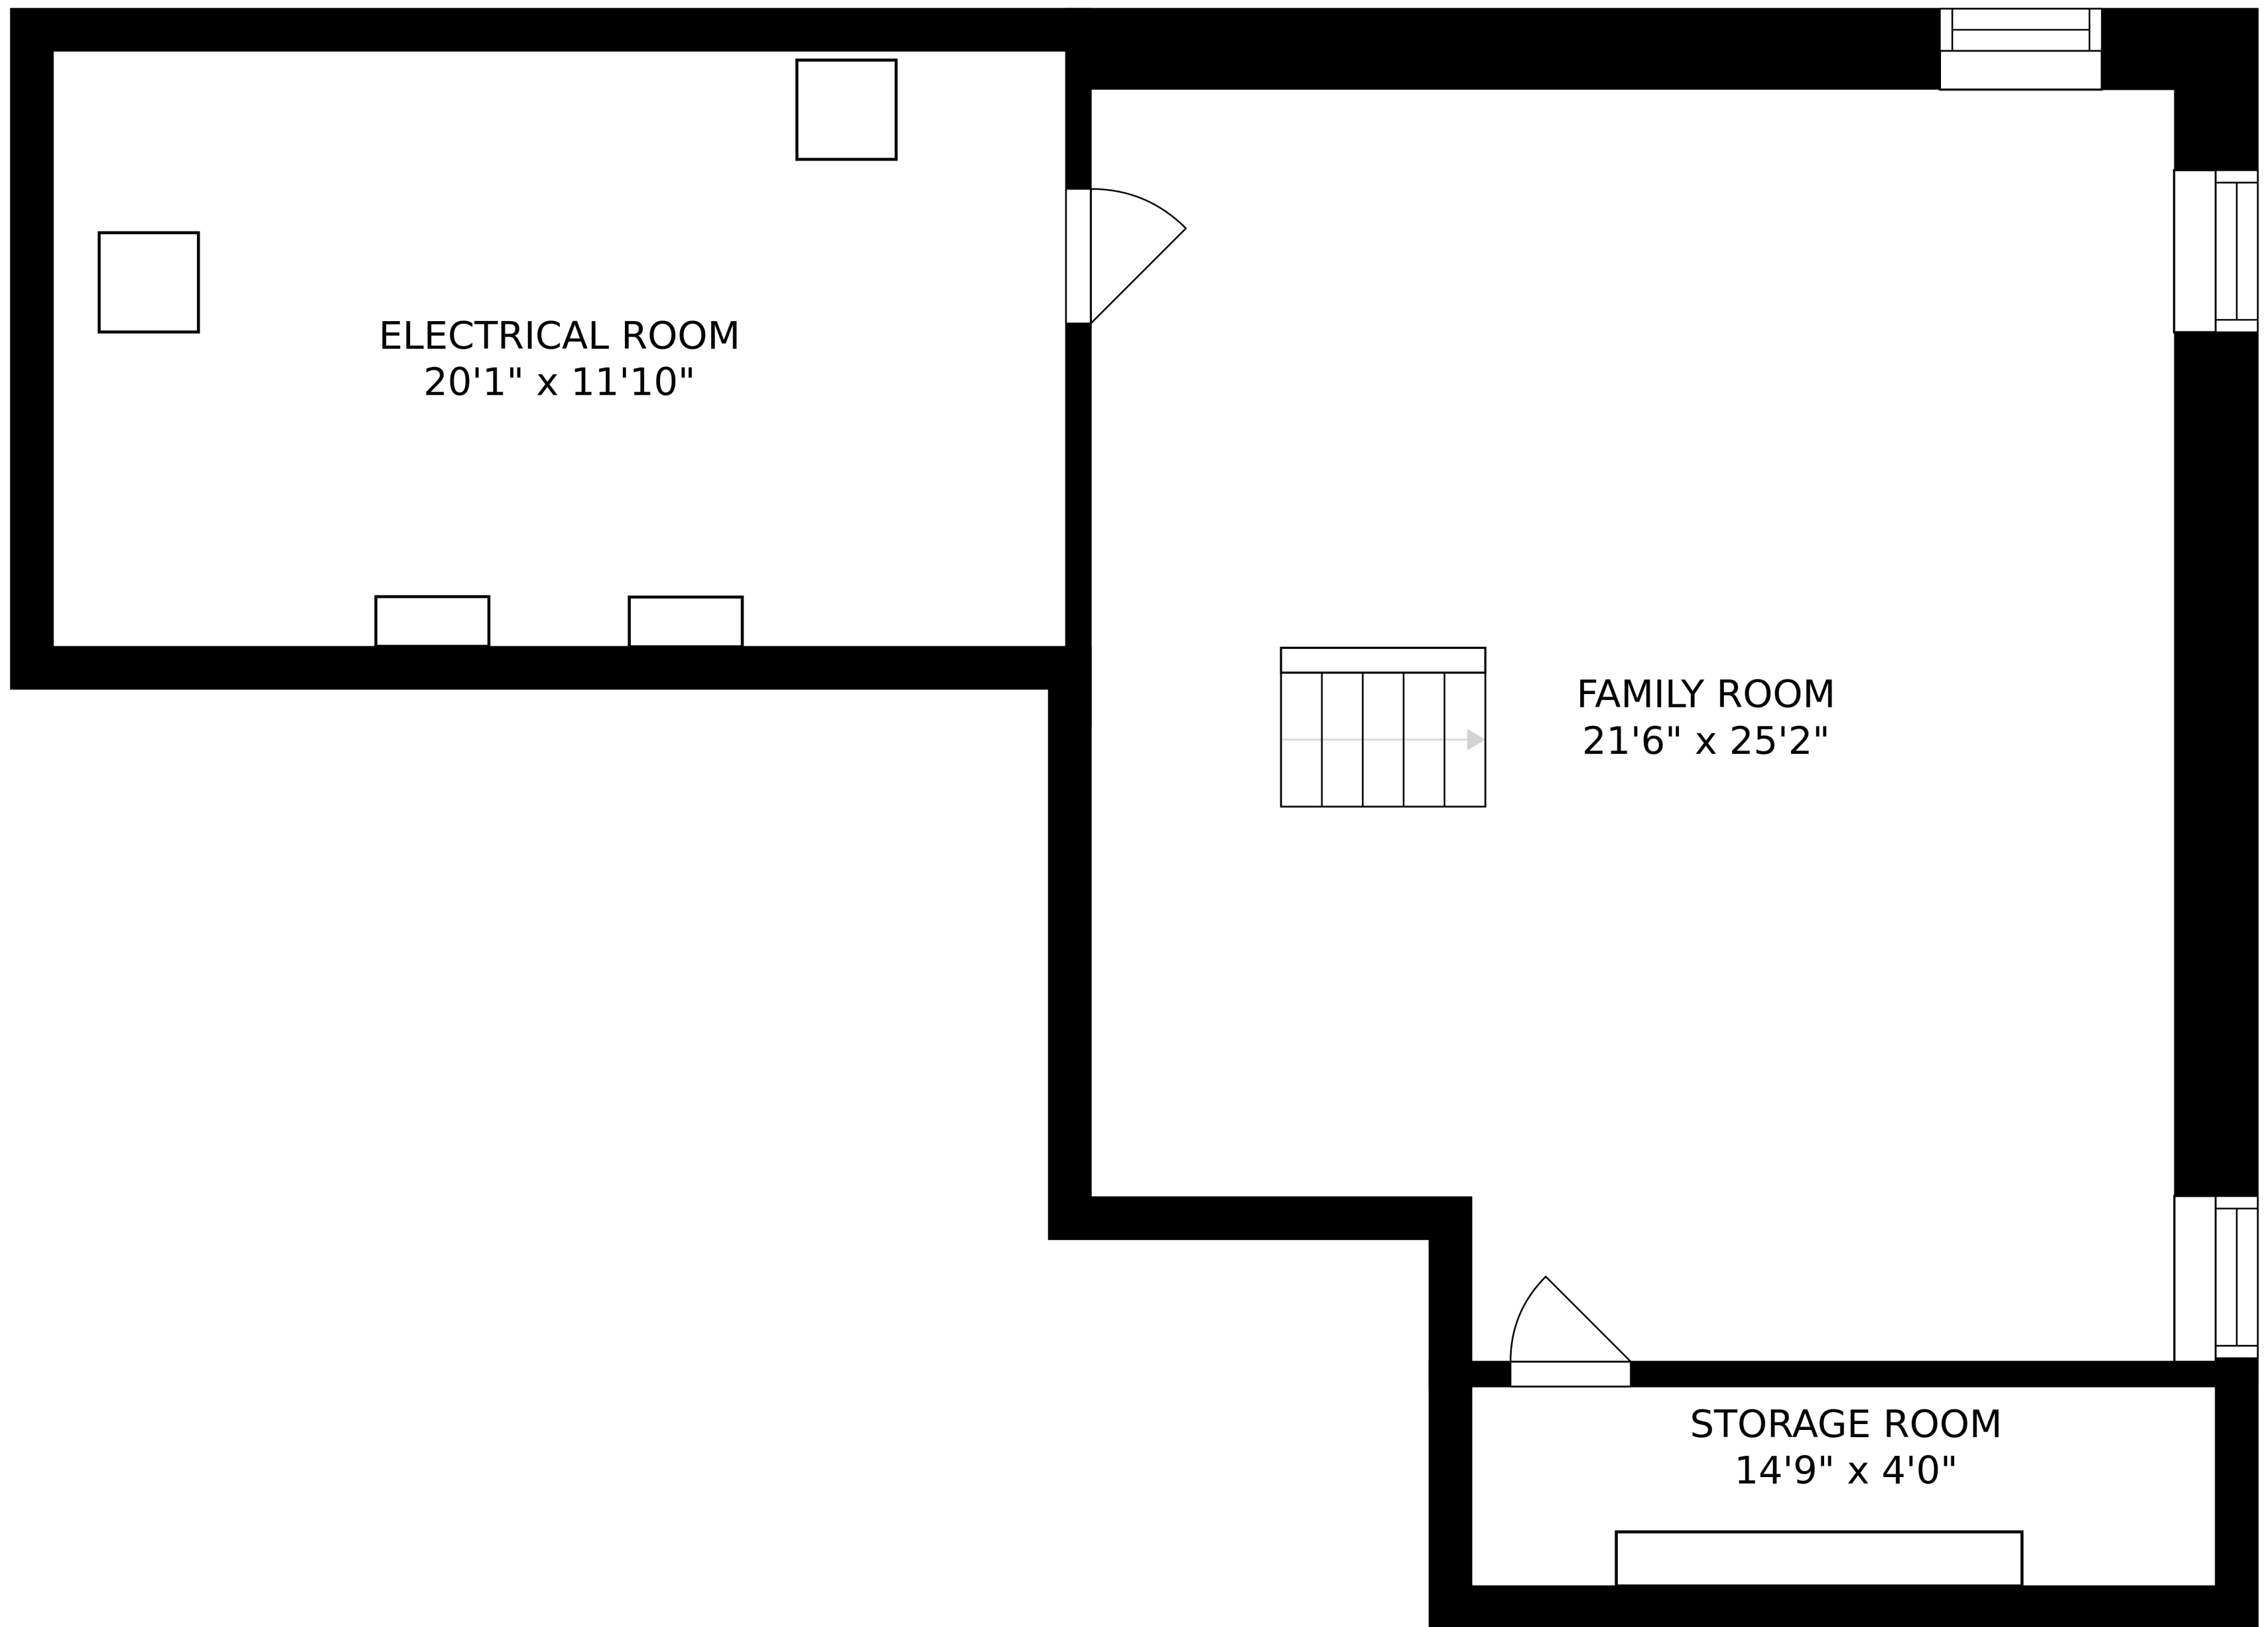 ELECTRICAL ROOM
20'1" x 11'10"
FAMILY ROOM
21'6" x 25'2"
STORAGE ROOM
14'9" x 4'0"